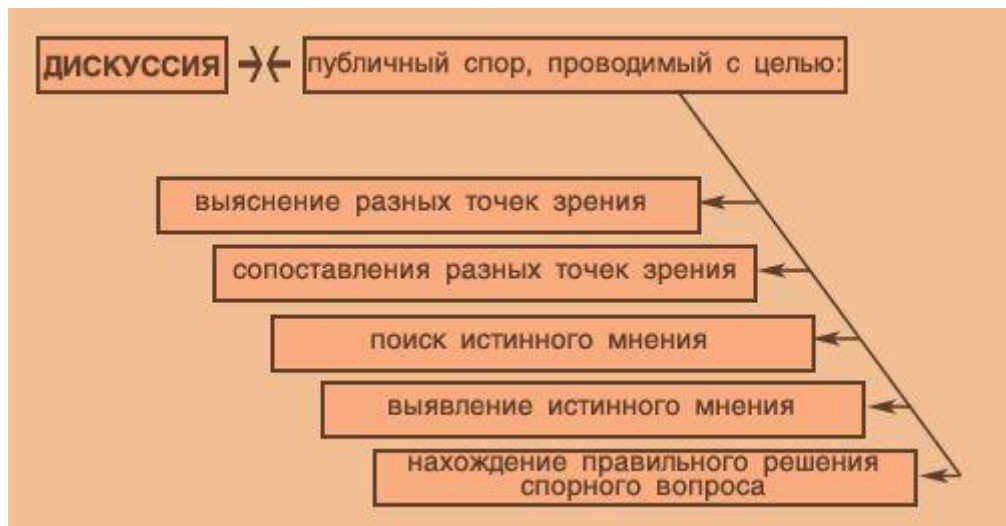 ДИСКУССИЯ
публичный спор, проводимый с целью:
выяснение разных точек зрения
сопоставления разных точек зрения
поиск истинного мнения
выявление истинного мнения
нахождение правильного решения
спорного вопроса